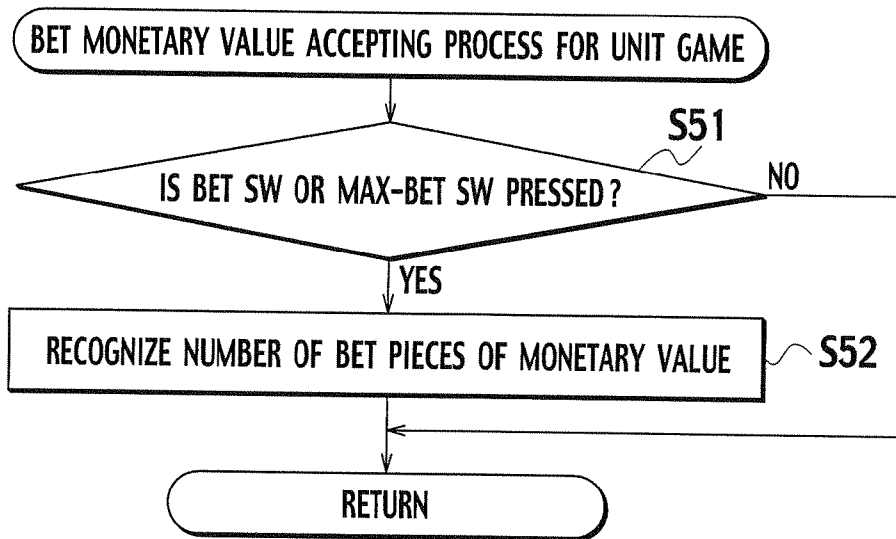 BET MONETARY VALUE ACCEPTING PROCESS FOR UNIT GAME
S51
IS BET SW OR MAX-BET SW PRESSED?
NO
YES
RECOGNIZE NUMBER OF BET PIECES OF MONETARY VALUE
S52
RETURN